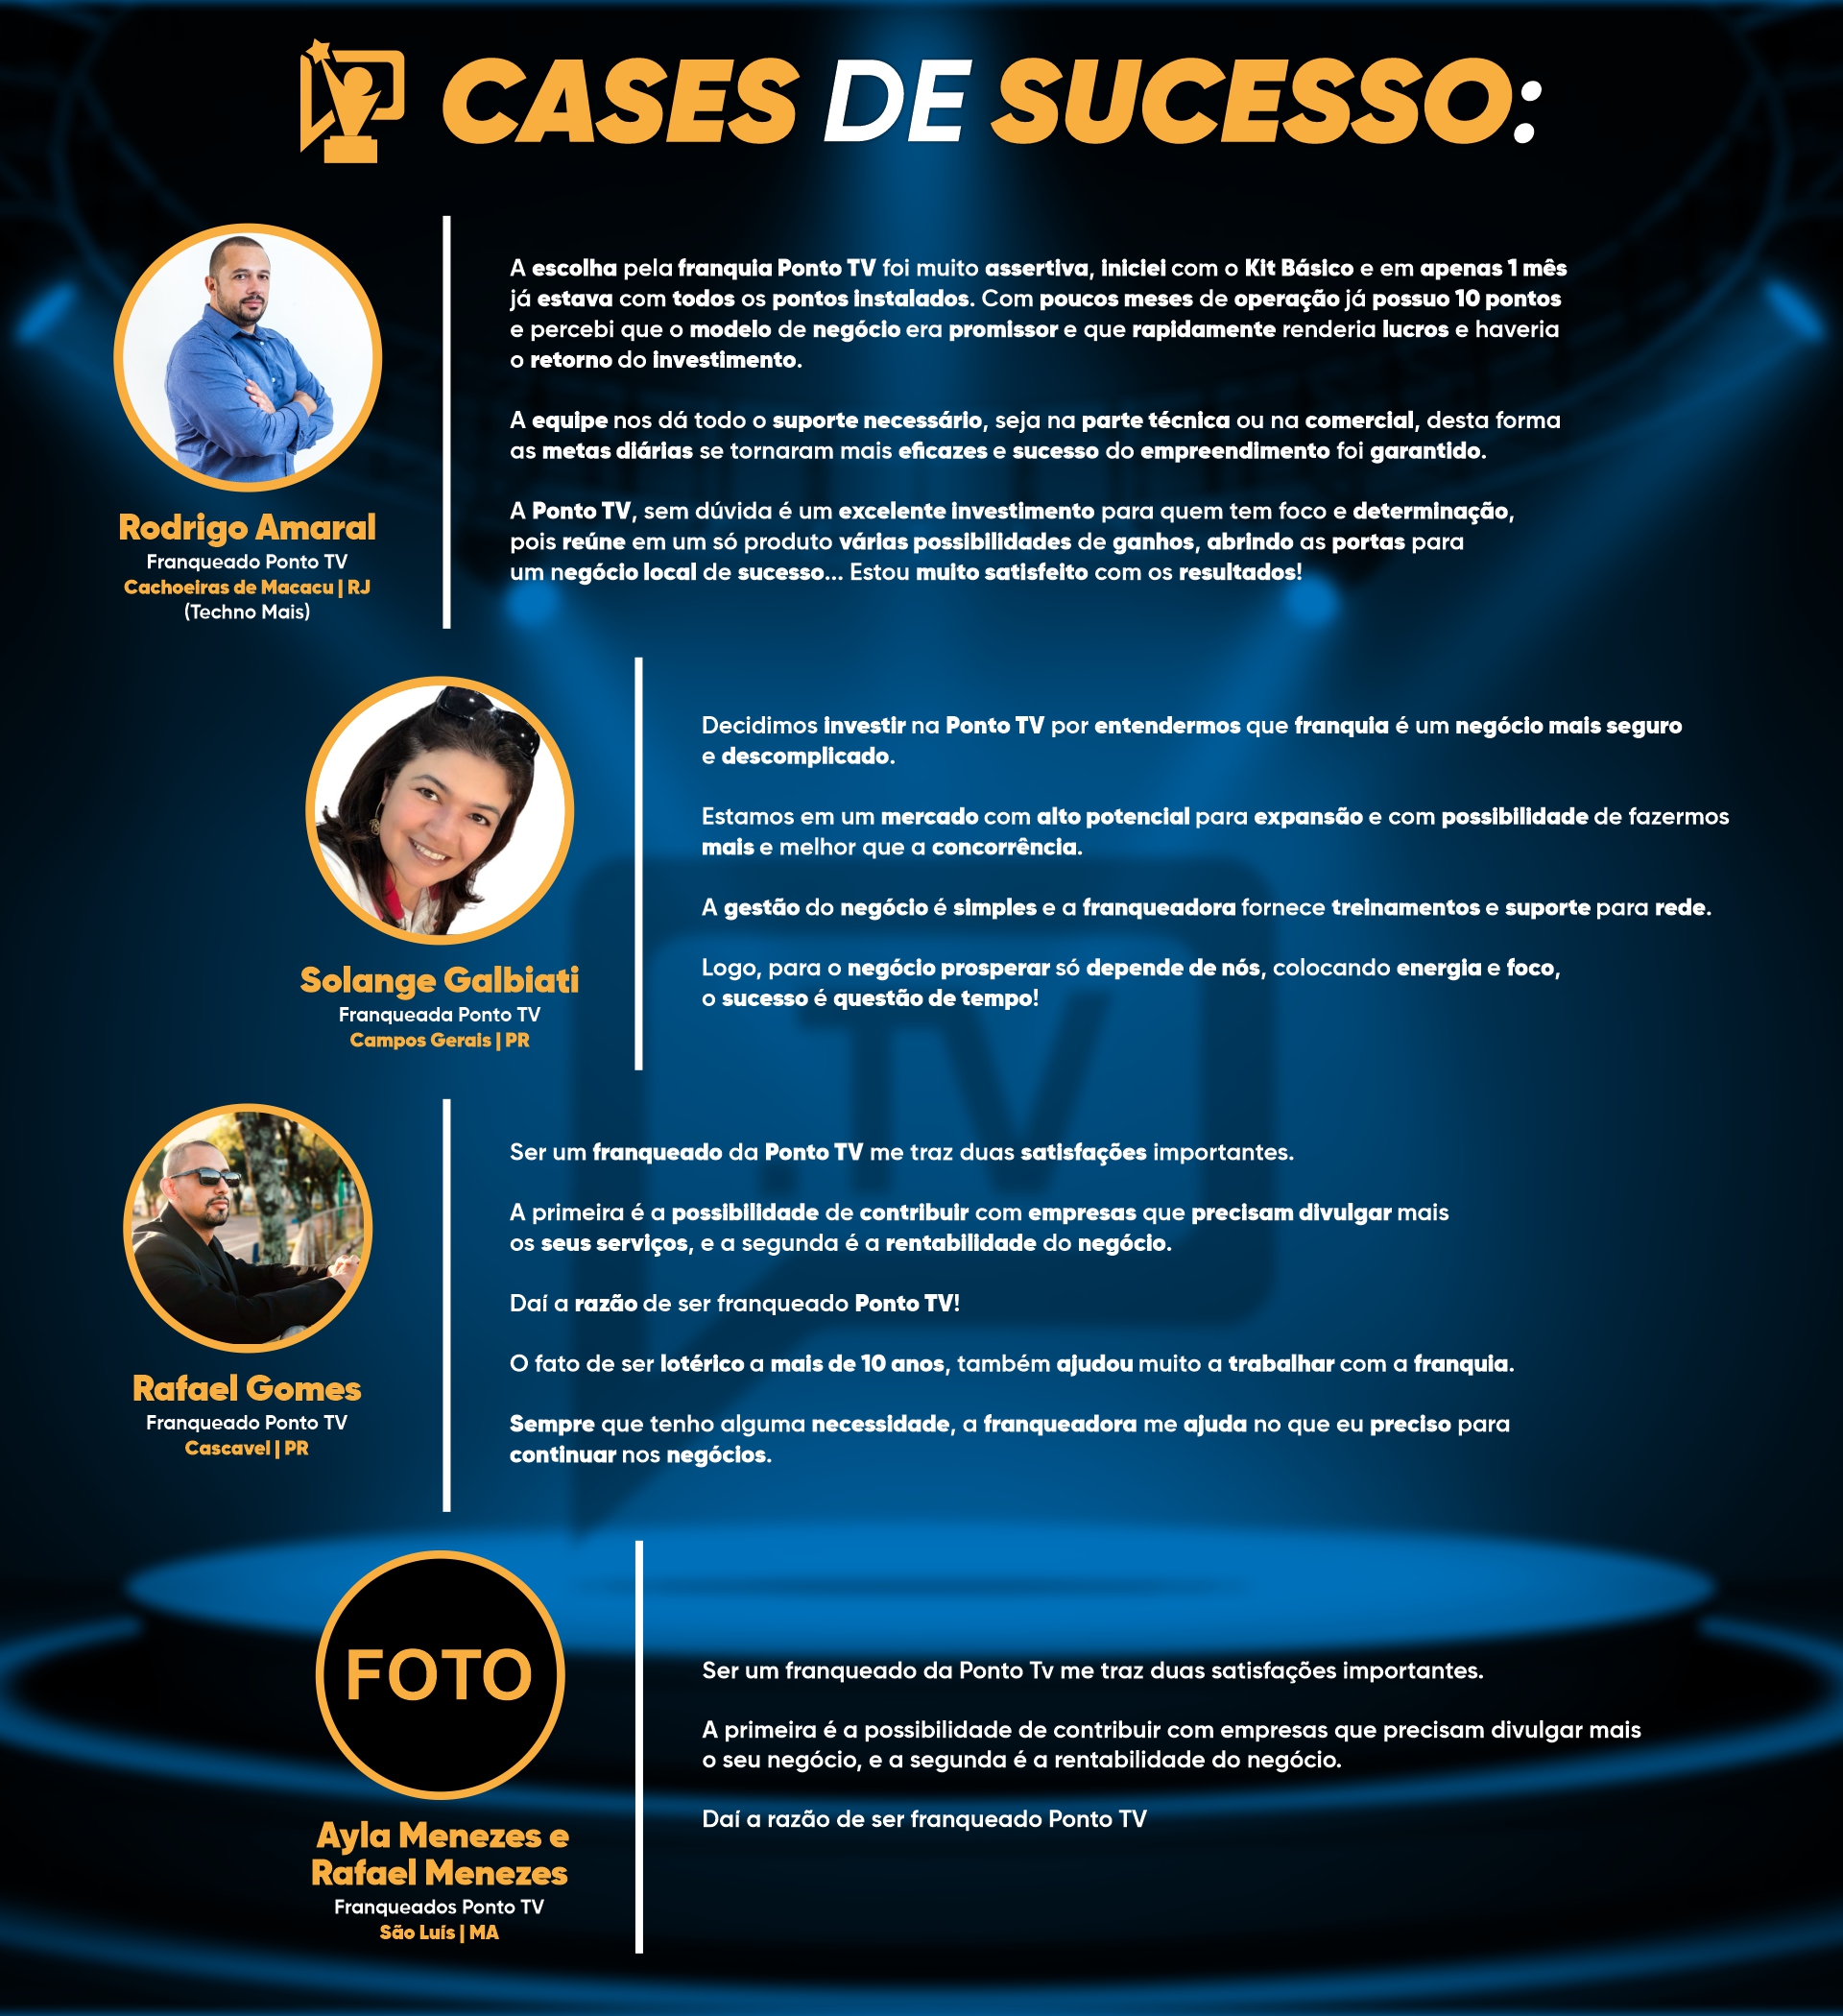 CASES DE SUCESSO:
A escolha pela franquia Ponto TV foi muito assertiva, iniciei com o Kit Básico e em apenas 1 mês
já estava com todos os pontos instalados. Com poucos meses de operação já possuo 10 pontos
e percebi que o modelo de negócio era promissor e que rapidamente renderia lucros e haveria
o retorno do investimento.
A equipe nos dá todo o suporte necessário, seja na parte técnica ou na comercial, desta forma
as metas diárias se tornaram mais eficazes e sucesso do empreendimento foi garantido.
A Ponto TV, sem dúvida é um excelente investimento para quem tem foco e determinação,
pois reúne em um só produto várias possibilidades de ganhos, abrindo as portas para
um negócio local de sucesso... Estou muito satisfeito com os resultados!
Rodrigo Amaral
Franqueado Ponto TV
Cachoeiras de Macacu | RJ
(Techno Mais)
Decidimos investir na Ponto TV por entendermos que franquia é um negócio mais seguro
e descomplicado.
Estamos em um mercado com alto potencial para expansão e com possibilidade de fazermos
mais e melhor que a concorrência.
A gestão do negócio é simples e a franqueadora fornece treinamentos e suporte para rede.
Logo, para o negócio prosperar só depende de nós, colocando energia e foco,
o sucesso é questão de tempo!
Solange Galbiati
Franqueada Ponto TV
Campos Gerais | PR
.TV
Ser um franqueado da Ponto TV me traz duas satisfações importantes.
A primeira é a possibilidade de contribuir com empresas que precisam divulgar mais
os seus serviços, e a segunda é a rentabilidade do negócio.
Daí a razão de ser franqueado Ponto TV!
O fato de ser lotérico a mais de 10 anos, também ajudou muito a trabalhar com a franquia.
Sempre que tenho alguma necessidade, a franqueadora me ajuda no que eu preciso para
continuar nos negócios.
Rafael Gomes
Franqueado Ponto TV
Cascavel | PR
FOTO
Ser um franqueado da Ponto Tv me traz duas satisfações importantes.
A primeira é a possibilidade de contribuir com empresas que precisam divulgar mais
o seu negócio, e a segunda é a rentabilidade do negócio.
Daí a razão de ser franqueado Ponto TV
Ayla Menezes e
Rafael Menezes
Franqueados Ponto TV
São Luís | MA